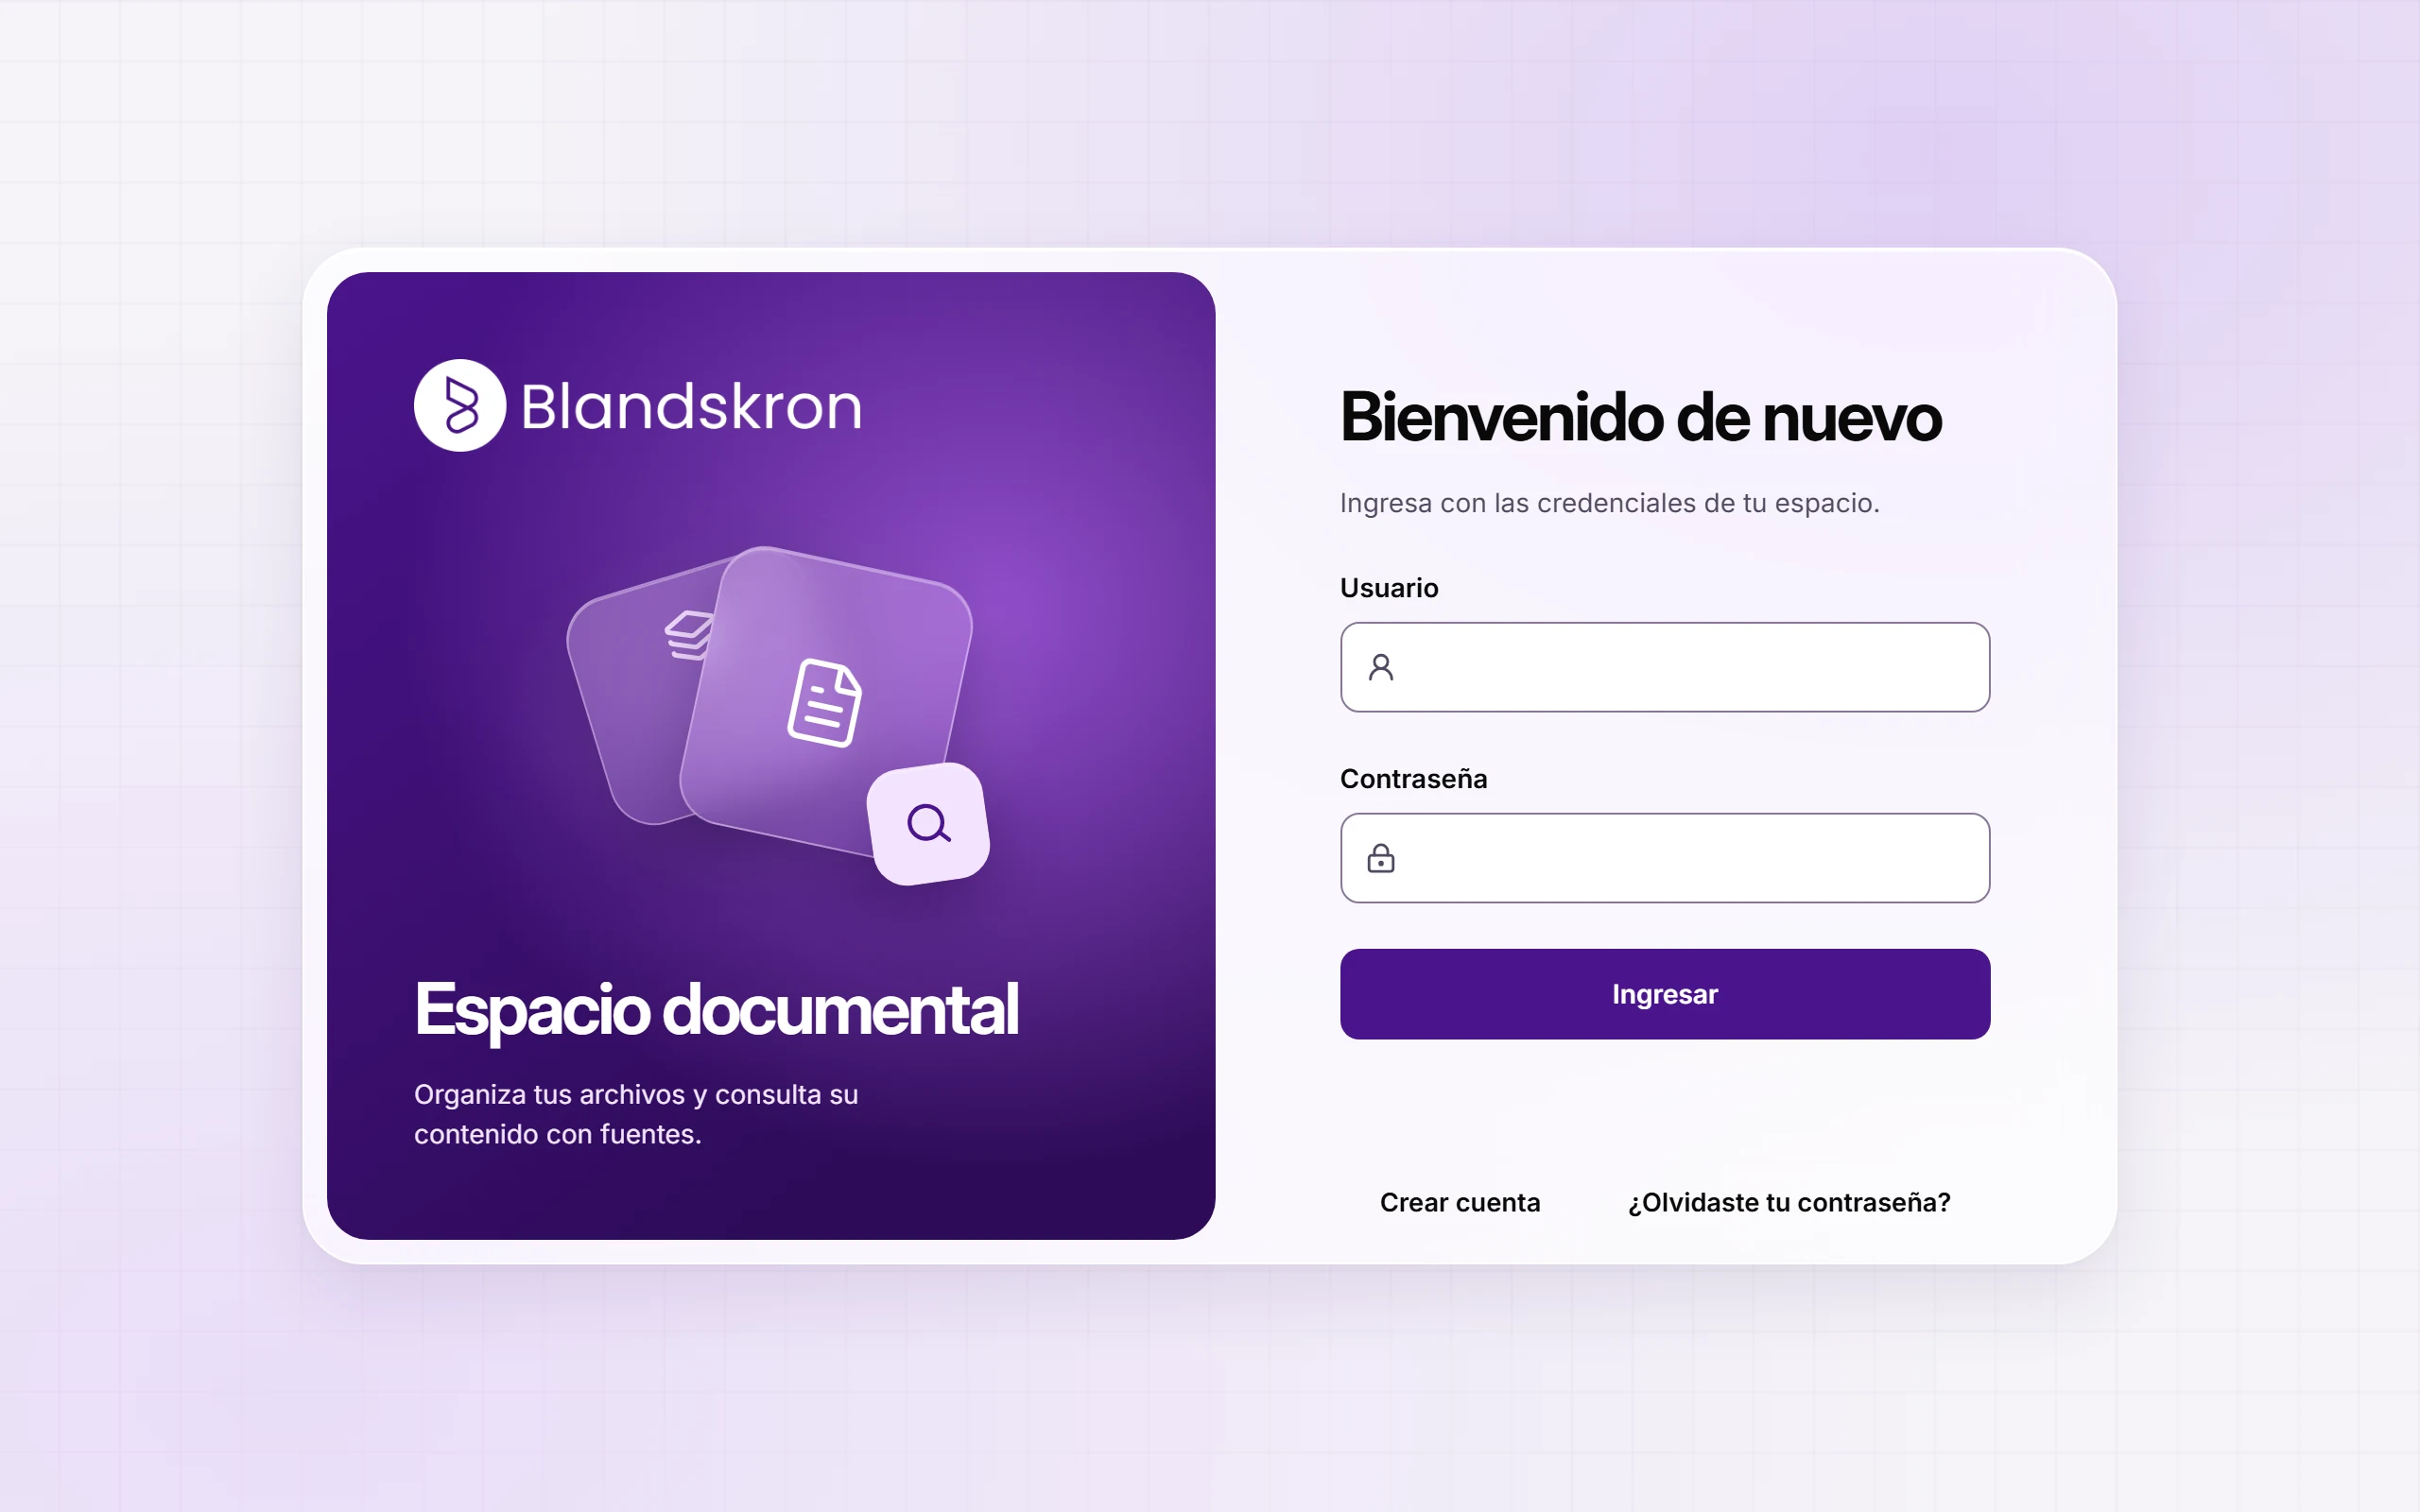 Blandskron
Espacio documental
Organiza tus archivos y consulta su
contenido con fuentes.
Bienvenido de nuevo
Ingresa con las credenciales de tu espacio.
Usuario
Contraseña
Ingresar
Crear cuenta
¿Olvidaste tu contraseña?